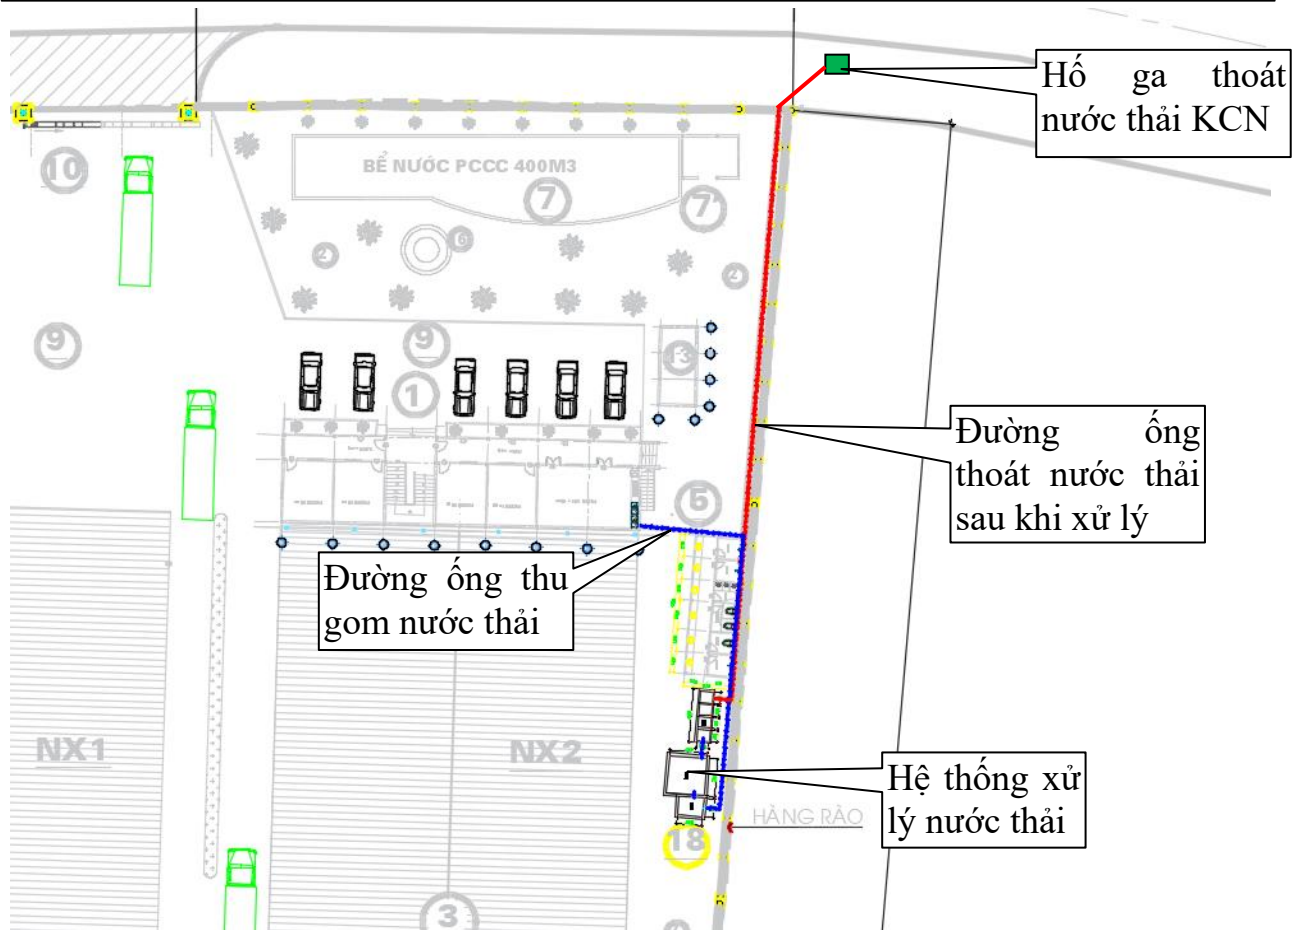 Hố ga thoát
nước thải KCN
10
BỂ NƯỚC PCCC 400M3
7
7'
6
2
2
9
9
13
1
Đường ống
thoát nước thải
sau khi xử lý
5
Đường ống thu
gom nước thải
NX1
NX2
Hệ thống xử
lý nước thải
HÀNG RÀO
18
3